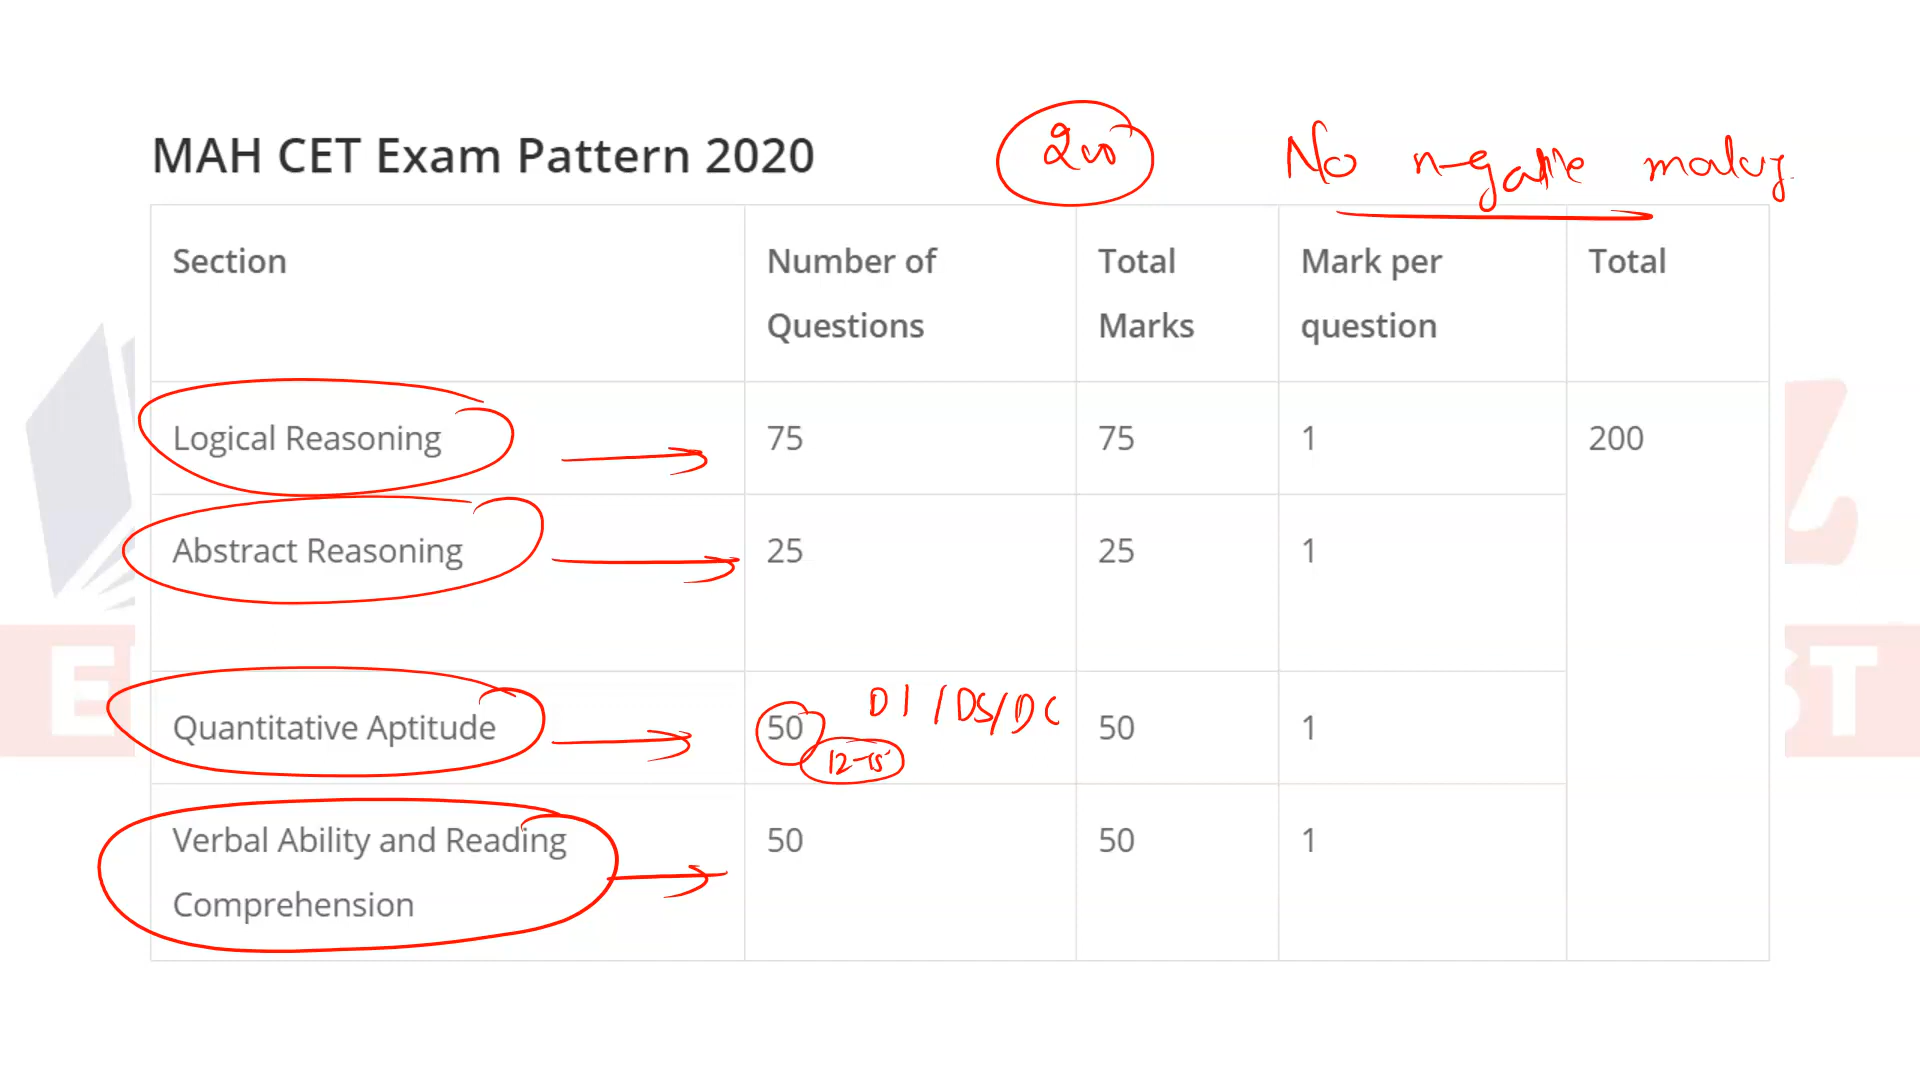 MAH CET Exam Pattern 2020
200
No negative marking
Section
Number of
Questions
Total
Marks
Mark per
question
Total
Logical Reasoning
75
75
1
200
Abstract Reasoning
25
25
1
Quantitative Aptitude
50
DI/DS/DC
12-15
50
1
Verbal Ability and Reading
Comprehension
50
50
1